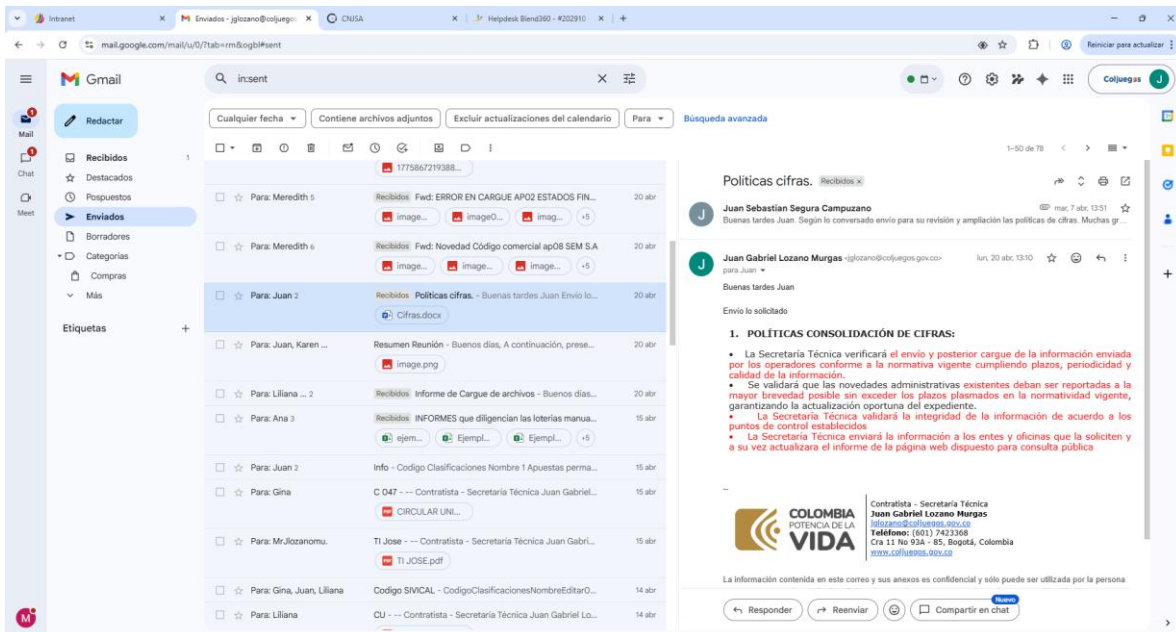 Intranet
Enviados - jglozano@coljuegos
CNJSA
Helpdesk Blend360 - #202910
mail.google.com/mail/u/0/?tab=rm&ogbl#sent
Reiniciar para actualizar
Gmail
in:sent
Coljuegos
J
Mail
Chat
Meet
Redactar
Recibidos 1
Destacados
Pospuestos
Enviados
Borradores
Categorías
Compras
Más
Etiquetas
Cualquier fecha
Contiene archivos adjuntos
Excluir actualizaciones del calendario
Para
Búsqueda avanzada
1–50 de 78
1775867219388...
Para: Meredith 5 Recibidos Fwd: ERROR EN CARGUE AP02 ESTADOS FIN... 20 abr
image... image0... imag... +5
Para: Meredith 6 Recibidos Fwd: Novedad Código comercial ap08 SEM S.A 20 abr
image... image... image... +5
Para: Juan 2 Recibidos Políticas cifras. - Buenas tardes Juan Envío lo... 20 abr
Cifras.docx
Para: Juan, Karen ... Resumen Reunión - Buenos días, A continuación, prese... 20 abr
image.png
Para: Liliana ... 2 Recibidos Informe de Cargue de archivos - Buenos días... 20 abr
Para: Ana 3 Recibidos INFORMES que diligencian las loterías manua... 15 abr
ejem... Ejempl... Ejempl... +5
Para: Juan 2 Info - Codigo Clasificaciones Nombre 1 Apuestas perma... 15 abr
Para: Gina C 047 - -- Contratista - Secretaría Técnica Juan Gabriel... 15 abr
CIRCULAR UNI...
Para: MrJlozanomu. TI Jose - -- Contratista - Secretaría Técnica Juan Gabri... 15 abr
TI JOSE.pdf
Para: Gina, Juan, Liliana Codigo SIVICAL - CodigoClasificacionesNombreEditarO... 14 abr
Para: Liliana CU - -- Contratista - Secretaría Técnica Juan Gabriel Lo... 14 abr
Políticas cifras. Recibidos x
Juan Sebastian Segura Campuzano mar, 7 abr, 13:51
Buenas tardes Juan. Según lo conversado envío para su revisión y ampliación las políticas de cifras. Muchas gr...
Juan Gabriel Lozano Murgas <jglozano@coljuegos.gov.co> lun, 20 abr, 13:10
para Juan
Buenas tardes Juan
Envío lo solicitado
1. POLÍTICAS CONSOLIDACIÓN DE CIFRAS:
• La Secretaría Técnica verificará el envío y posterior cargue de la información enviada
por los operadores conforme a la normativa vigente cumpliendo plazos, periodicidad y
calidad de la información.
• Se validará que las novedades administrativas existentes deban ser reportadas a la
mayor brevedad posible sin exceder los plazos plasmados en la normatividad vigente,
garantizando la actualización oportuna del expediente.
• La Secretaría Técnica validará la integridad de la información de acuerdo a los
puntos de control establecidos
• La Secretaría Técnica enviará la información a los entes y oficinas que la soliciten y
a su vez actualizara el informe de la página web dispuesto para consulta pública
--
COLOMBIA
POTENCIA DE LA
VIDA
Contratista - Secretaría Técnica
Juan Gabriel Lozano Murgas
jglozano@coljuegos.gov.co
Teléfono: (601) 7423368
Cra 11 No 93A - 85, Bogotá, Colombia
www.coljuegos.gov.co
La información contenida en este correo y sus anexos es confidencial y sólo puede ser utilizada por la persona
Nuevo
Responder
Reenviar
Compartir en chat
M